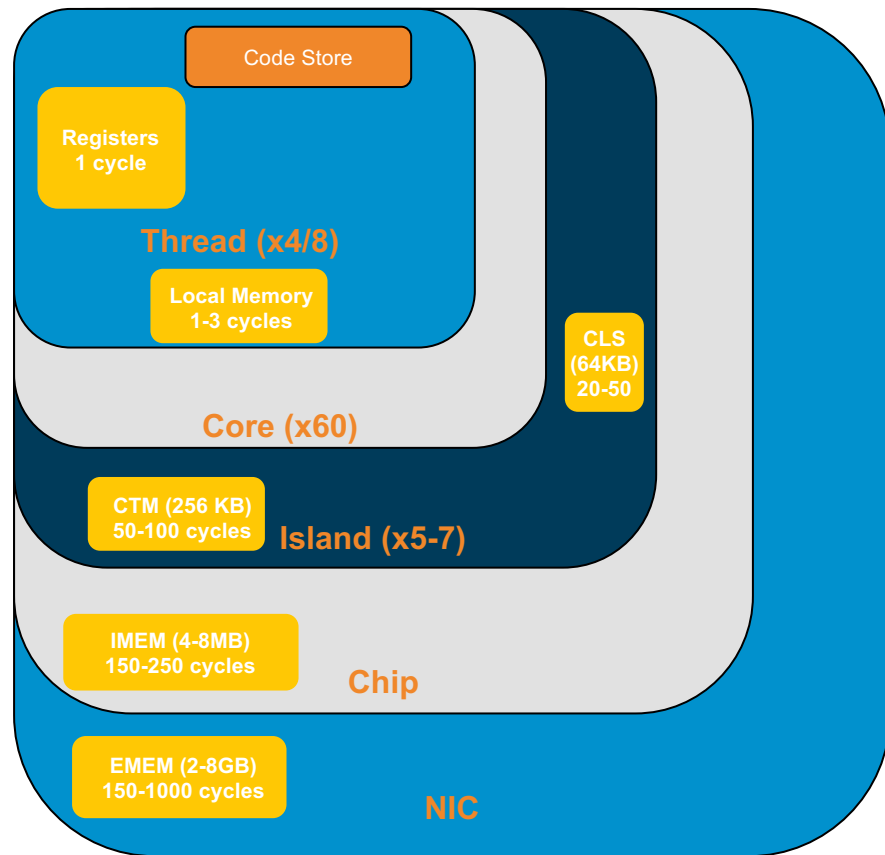 Code Store
Registers
1 cycle
Thread (x4/8)
Local Memory
1-3 cycles
CLS
(64KB)
20-50
Core (x60)
CTM (256 KB)
50-100 cycles
Island (x5-7)
IMEM (4-8MB)
150-250 cycles
Chip
EMEM (2-8GB)
150-1000 cycles
NIC